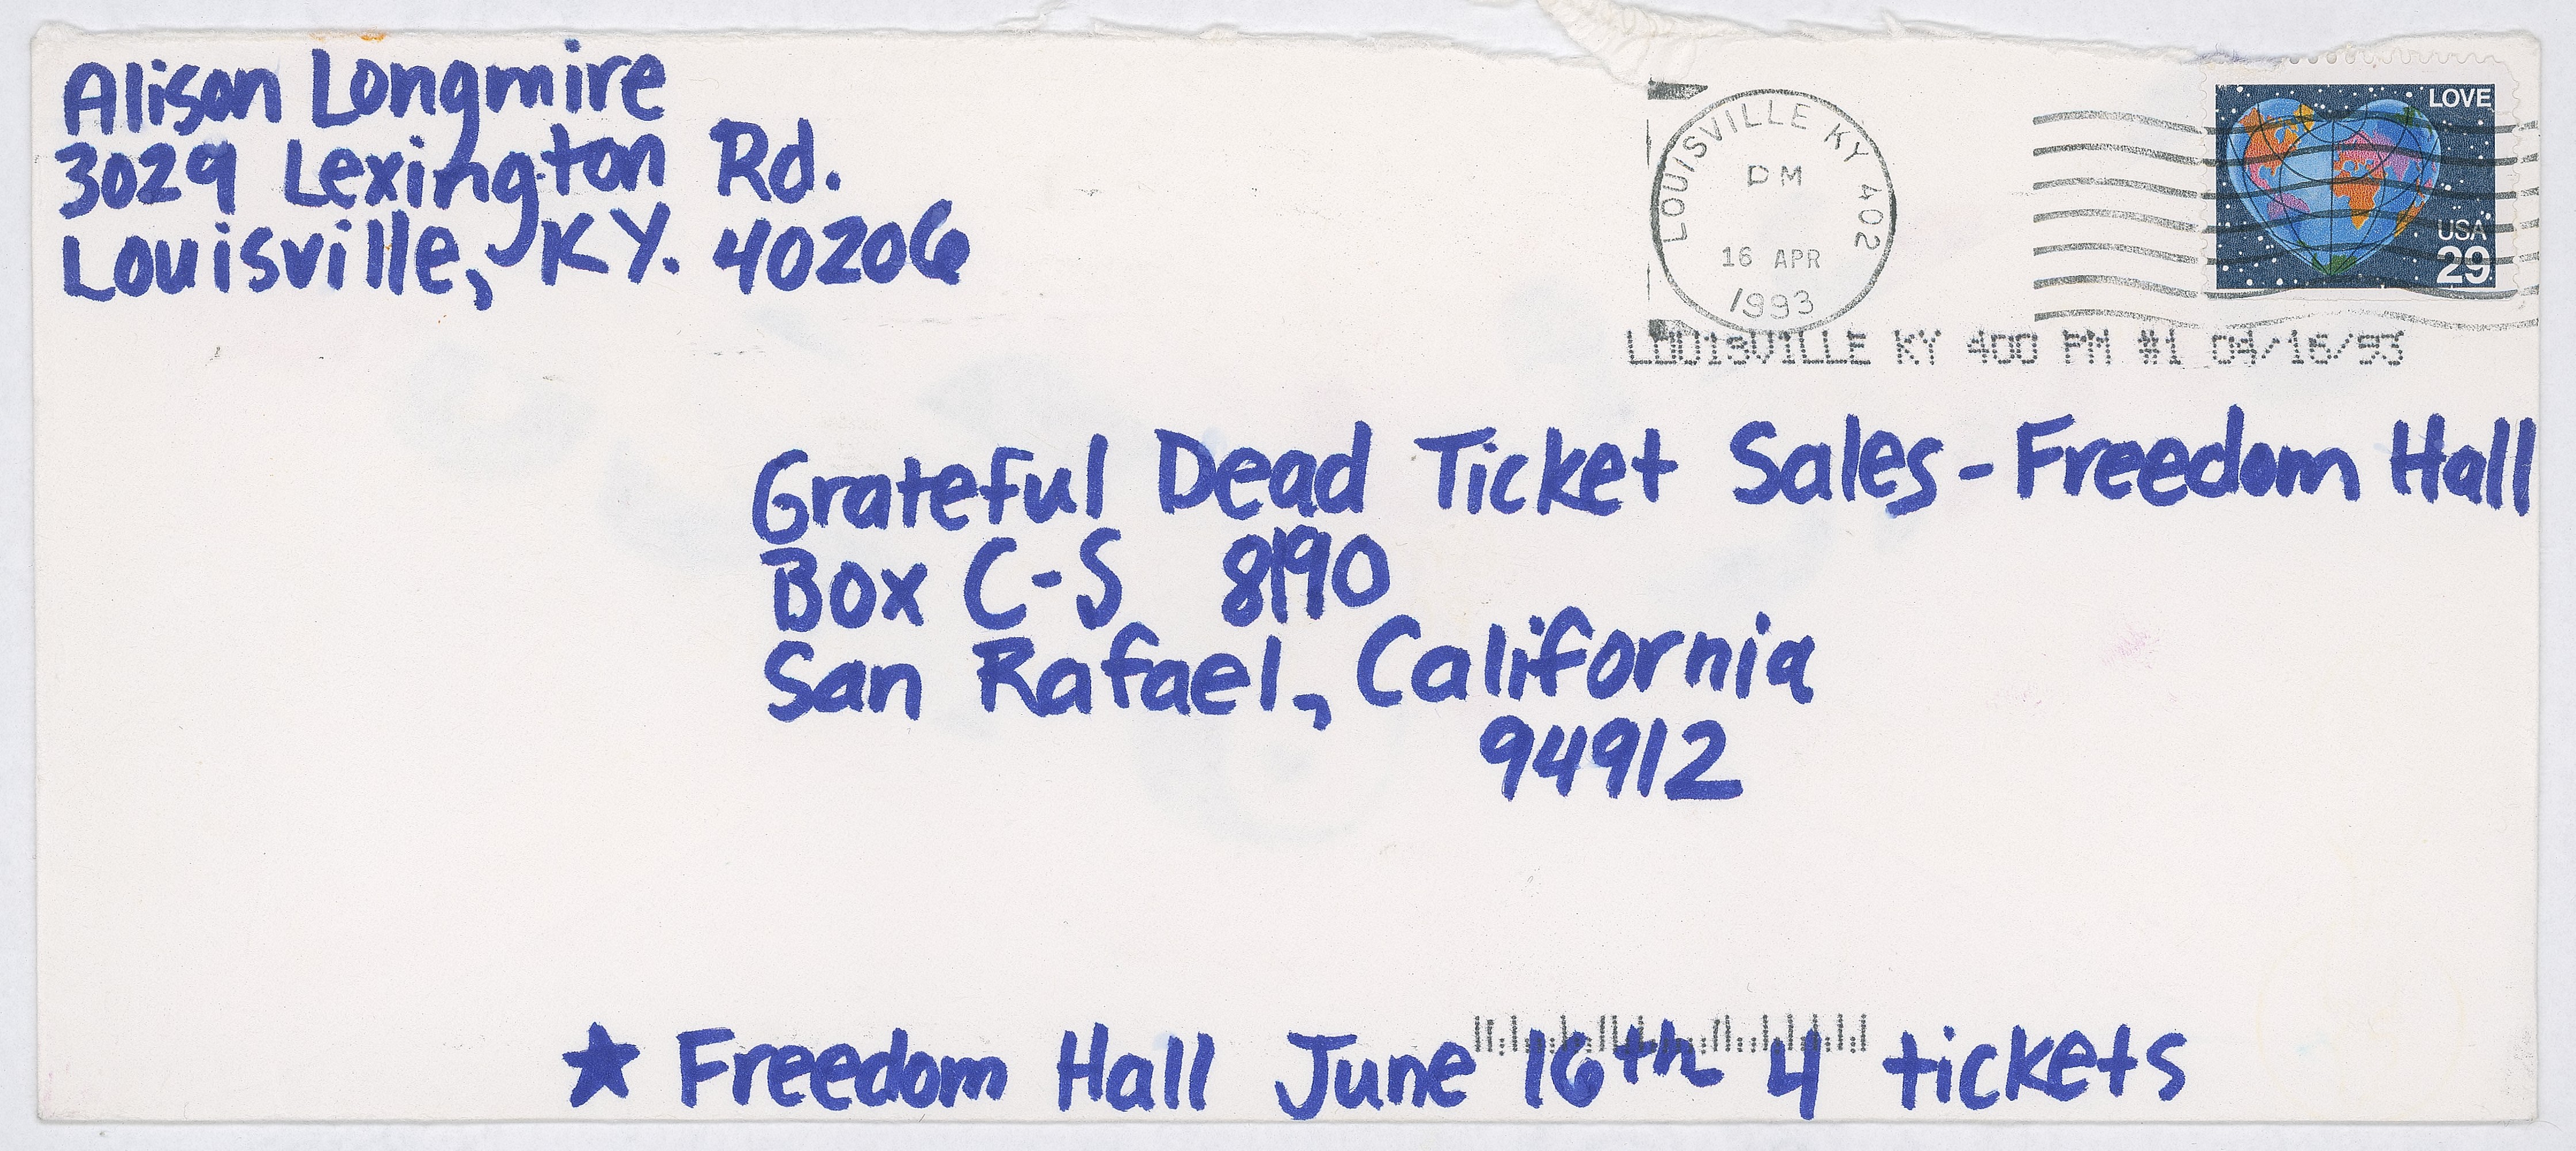 Alison Longmire
3029 Lexington Rd.
Louisville, KY. 40206
LOUISVILLE KY 402
PM
16 APR
1993
LOVE
USA
29
LOUISVILLE KY 400 PM #1 04/16/93
Grateful Dead Ticket Sales - Freedom Hall
Box C-S 8190
San Rafael, California
94912
★ Freedom Hall June 16th 4 tickets